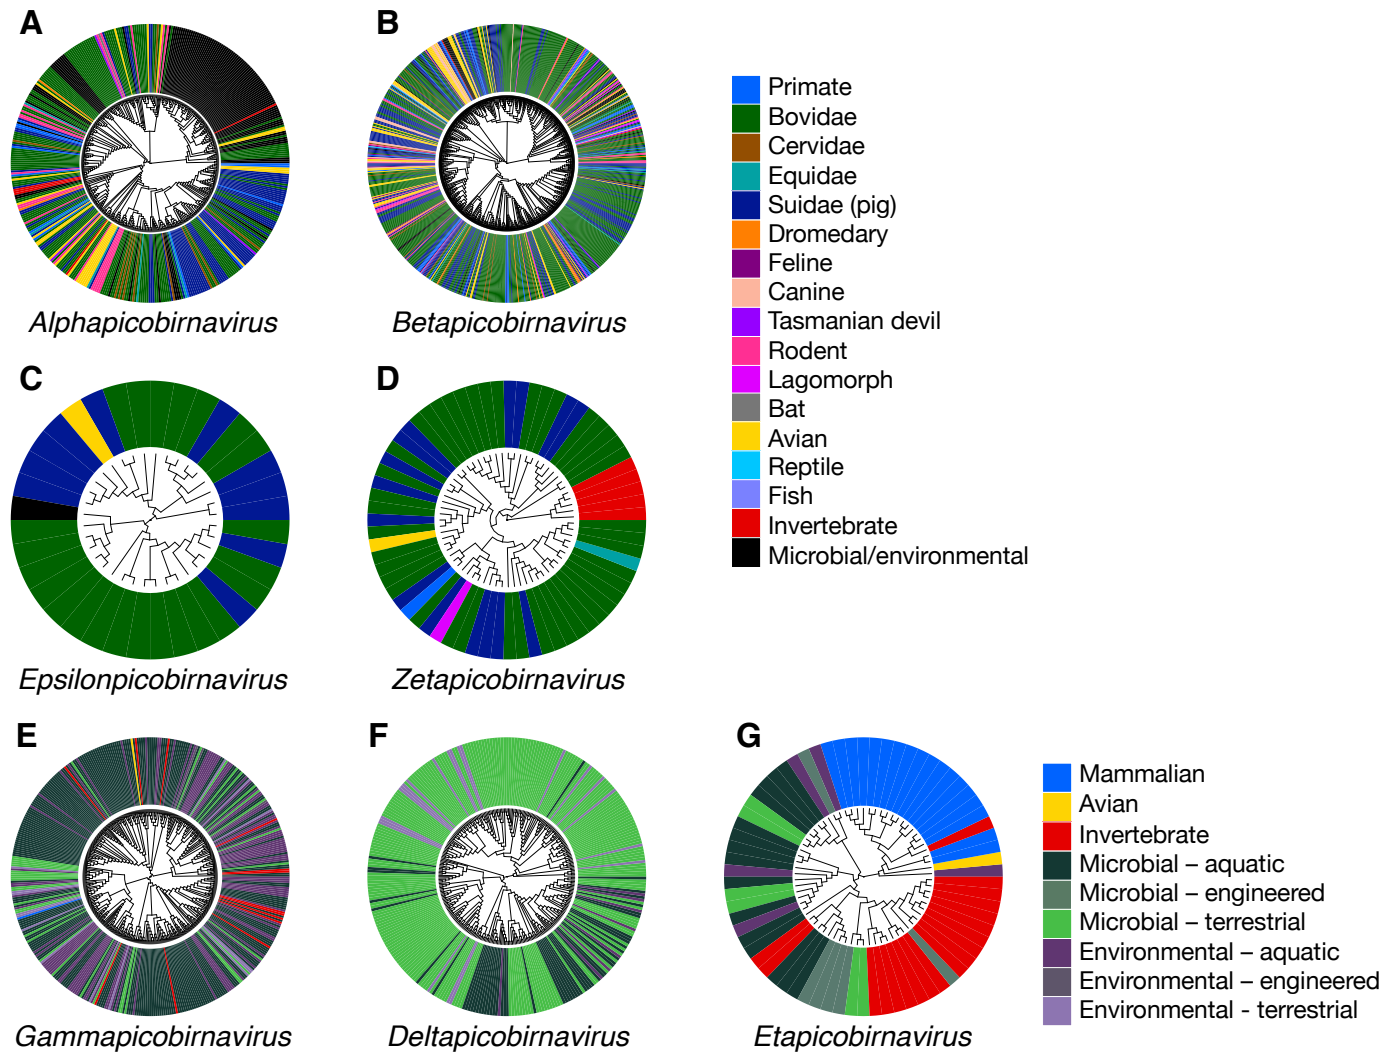 A
B
Alphapicobirnavirus
Betapicobirnavirus
Primate
Bovidae
Cervidae
Equidae
Suidae (pig)
Dromedary
Feline
Canine
Tasmanian devil
Rodent
Lagomorph
Bat
Avian
Reptile
Fish
Invertebrate
Microbial/environmental
C
D
Epsilonpicobirnavirus
Zetapicobirnavirus
E
F
G
Gammapicobirnavirus
Deltapicobirnavirus
Etapicobirnavirus
Mammalian
Avian
Invertebrate
Microbial – aquatic
Microbial – engineered
Microbial – terrestrial
Environmental – aquatic
Environmental – engineered
Environmental - terrestrial